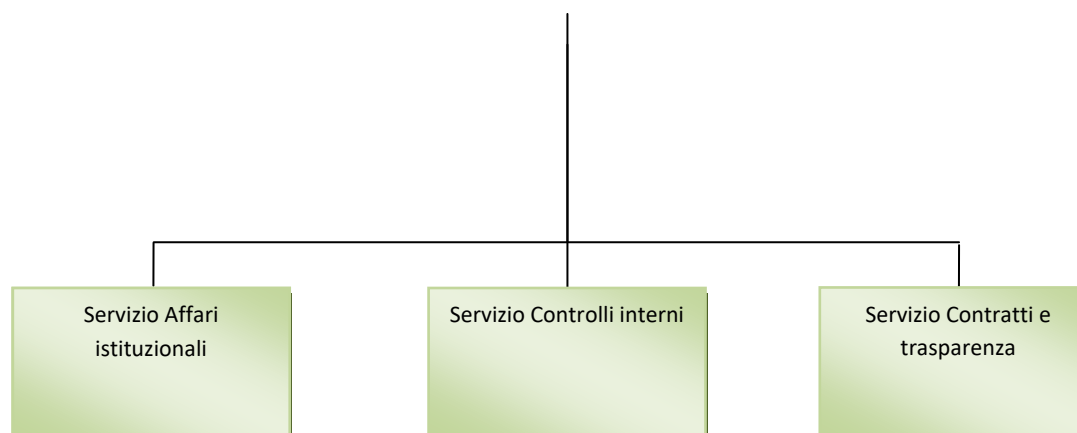 Servizio Affari
istituzionali
Servizio Controlli interni
Servizio Contratti e
trasparenza